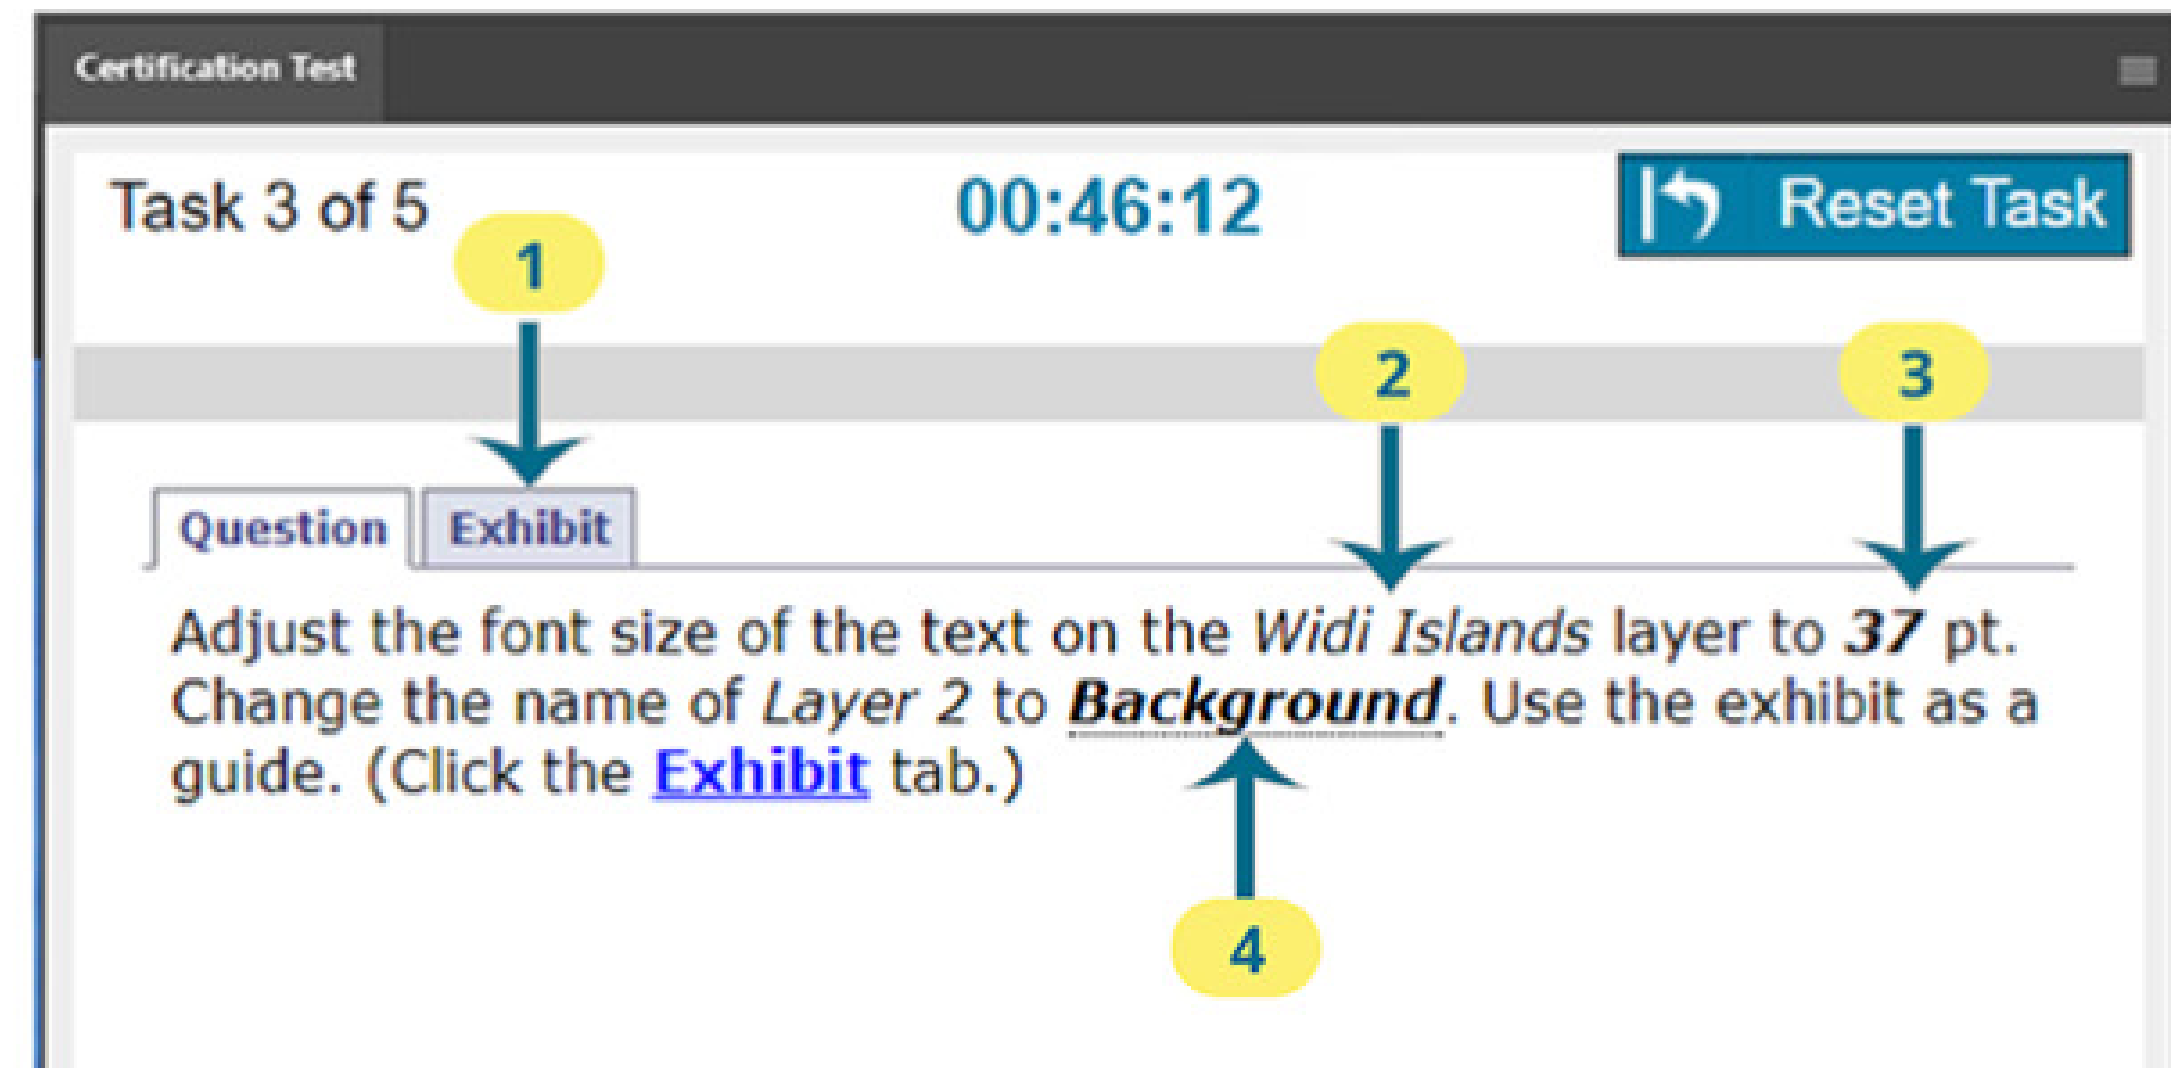 Certification Test
Task 3 of 5 00:46:12 Reset Task
1
2 3
Question Exhibit
Adjust the font size of the text on the Widi Islands layer to 37 pt.
Change the name of Layer 2 to Background. Use the exhibit as a
guide. (Click the Exhibit tab.)
4